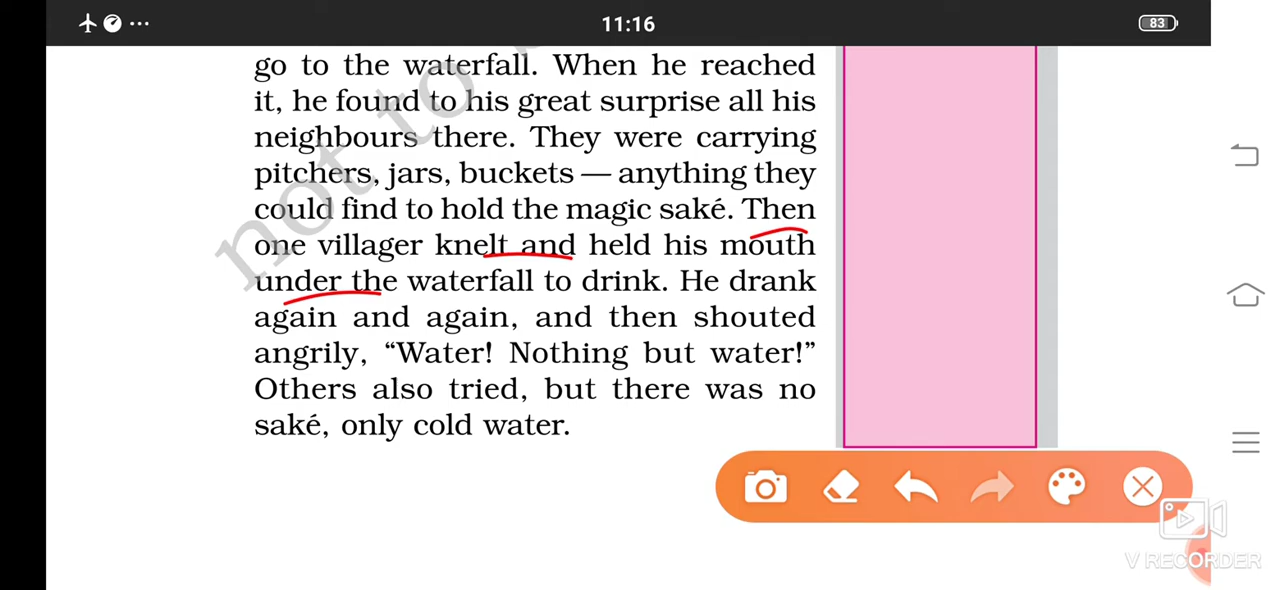 11:16
83
go to the waterfall. When he reached
it, he found to his great surprise all his
neighbours there. They were carrying
pitchers, jars, buckets — anything they
could find to hold the magic saké. Then
one villager knelt and held his mouth
under the waterfall to drink. He drank
again and again, and then shouted
angrily, “Water! Nothing but water!”
Others also tried, but there was no
saké, only cold water.
not to
V RECORDER